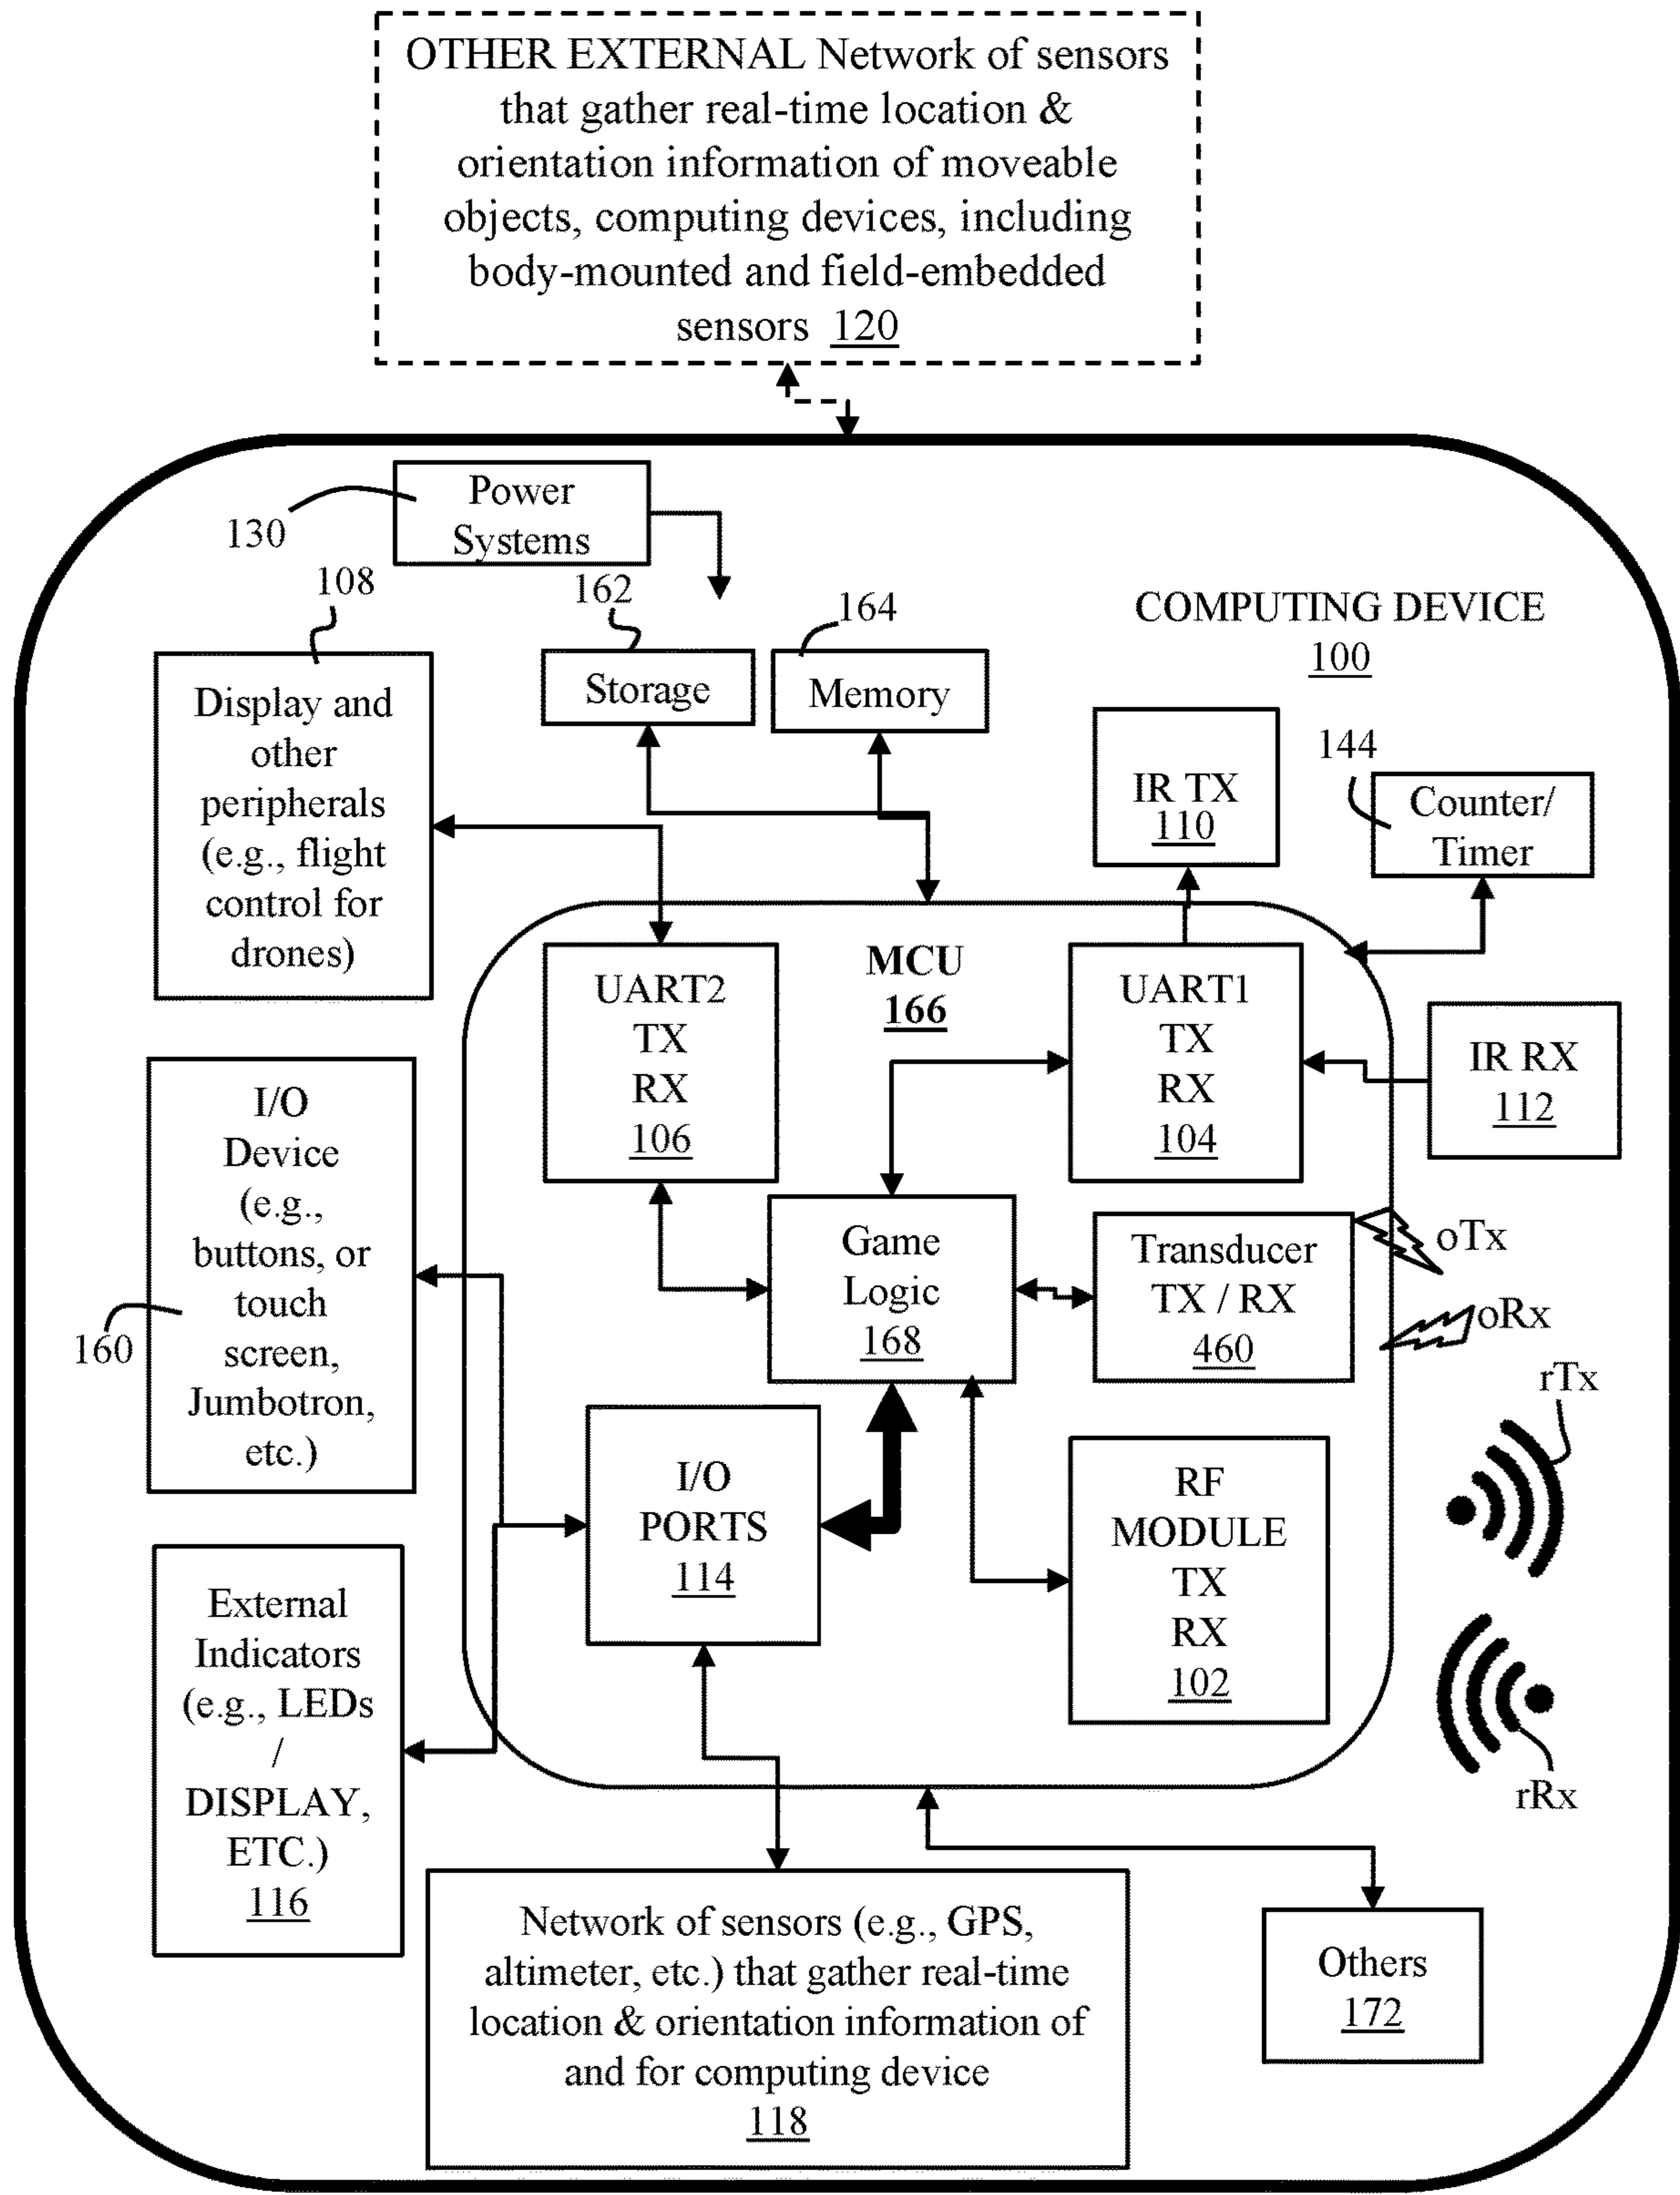 OTHER EXTERNAL Network of sensors
that gather real-time location &
orientation information of moveable
objects, computing devices, including
body-mounted and field-embedded
sensors 120
Power
Systems
130
108
162
164
COMPUTING DEVICE
100
Storage
Memory
Display and
other
peripherals
(e.g., flight
control for
drones)
IR TX
110
144
Counter/
Timer
MCU
166
UART2
TX
RX
106
UART1
TX
RX
104
IR RX
112
I/O
Device
(e.g.,
buttons, or
touch
screen,
Jumbotron,
etc.)
160
Game
Logic
168
Transducer
TX / RX
460
oTx
oRx
rTx
I/O
PORTS
114
RF
MODULE
TX
RX
102
External
Indicators
(e.g., LEDs
/
DISPLAY,
ETC.)
116
rRx
Network of sensors (e.g., GPS,
altimeter, etc.) that gather real-time
location & orientation information of
and for computing device
118
Others
172